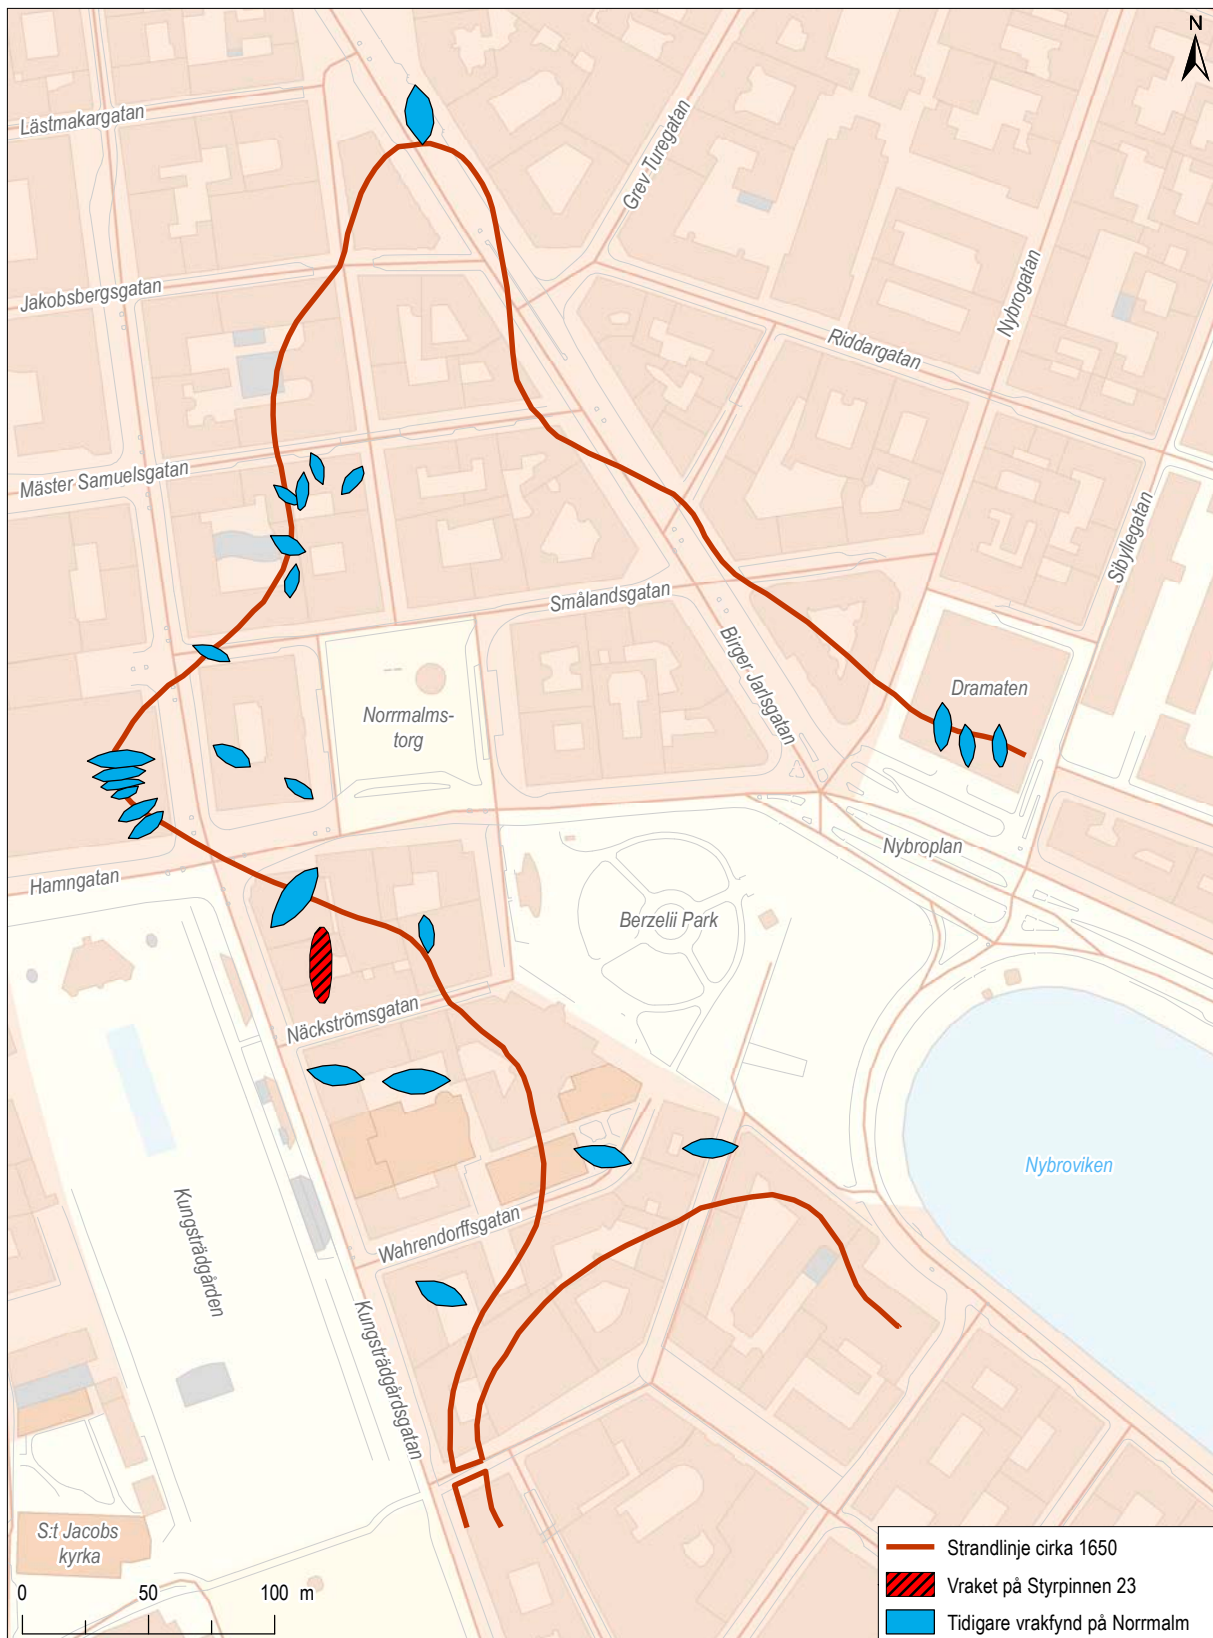 N
Lästmakargatan
Grev Turegatan
Jakobsbergsgatan
Nybrogatan
Riddargatan
Mäster Samuelsgatan
Sibyllegatan
Smålandsgatan
Birger Jarlsgatan
Dramaten
Norrmalms-
torg
Nybroplan
Hamngatan
Berzelii Park
Näckströmsgatan
Nybroviken
Kungsträdgården
Wahrendorffsgatan
Kungsträdgårdsgatan
S:t Jacobs
kyrka
0 50 100 m
Strandlinje cirka 1650
Vraket på Styrpinnen 23
Tidigare vrakfynd på Norrmalm